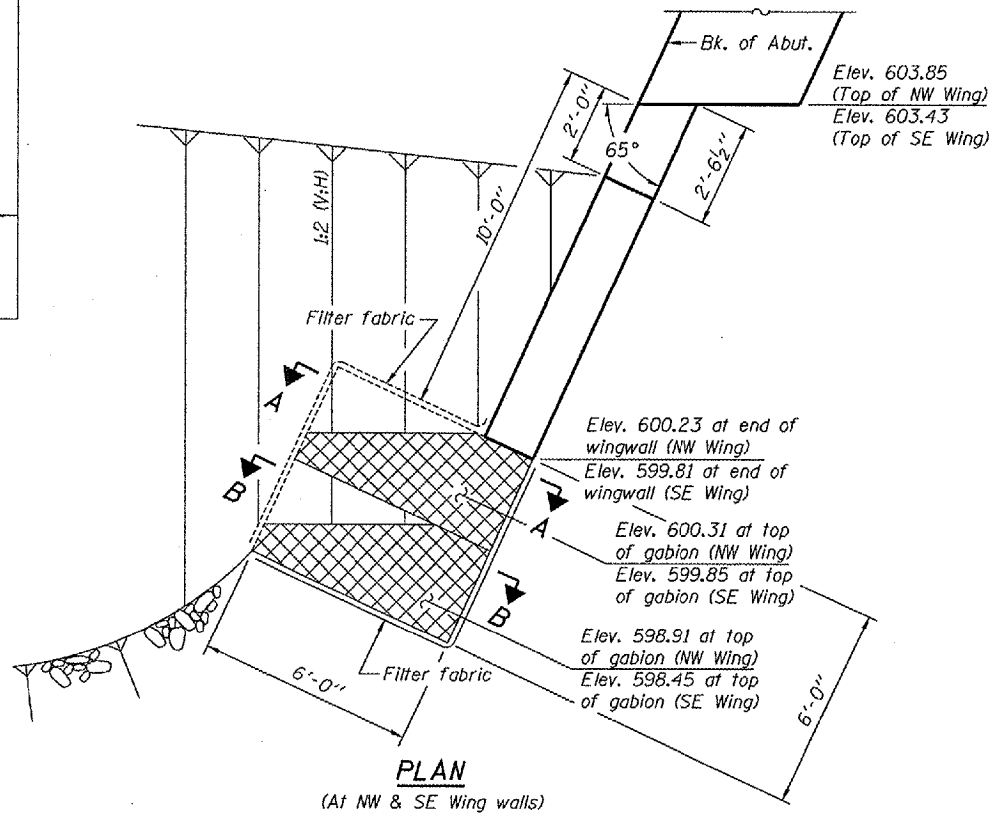 Bk. of Abut.
Elev. 603.85
(Top of NW Wing)
Elev. 603.43
(Top of SE Wing)
2'-0"
65°
2'-6½"
10'-0"
1:2 (V:H)
Filter fabric
A
B
Elev. 600.23 at end of
wingwall (NW Wing)
Elev. 599.81 at end of
wingwall (SE Wing)
A
Elev. 600.31 at top
of gabion (NW Wing)
Elev. 599.85 at top
of gabion (SE Wing)
B
Elev. 598.91 at top
of gabion (NW Wing)
Elev. 598.45 at top
of gabion (SE Wing)
Filter fabric
6'-0"
6'-0"
PLAN
(At NW & SE Wing walls)